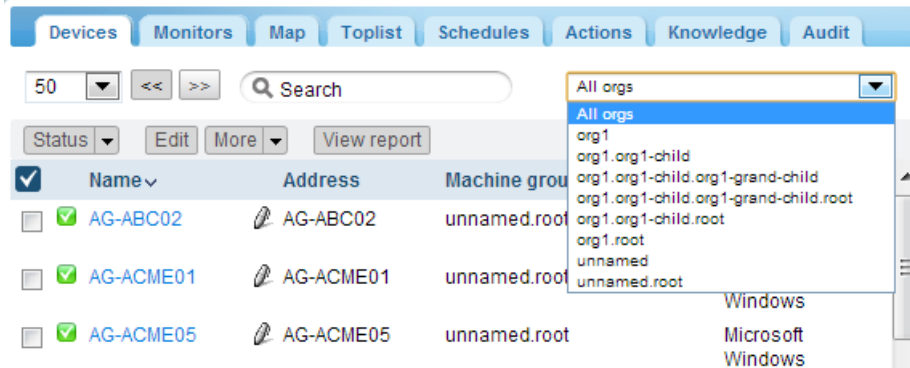 Devices Monitors Map Toplist Schedules Actions Knowledge Audit
50 << >> Search All orgs
All orgs
org1
org1.org1-child
org1.org1-child.org1-grand-child
org1.org1-child.org1-grand-child.root
org1.org1-child.root
org1.root
unnamed
unnamed.root
Status Edit More View report
Name Address Machine grou
AG-ABC02 AG-ABC02 unnamed.root
AG-ACME01 AG-ACME01 unnamed.root
Windows
AG-ACME05 AG-ACME05 unnamed.root Microsoft
Windows